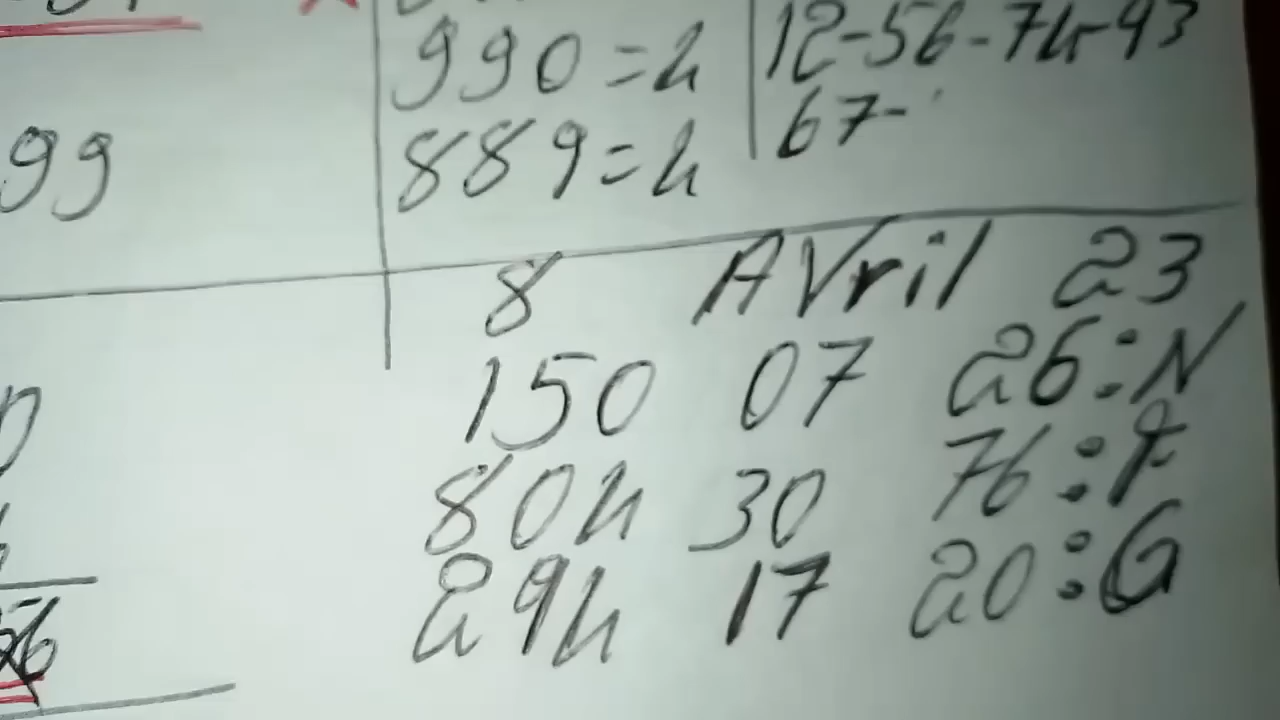 99
990=4
889=4
12-56-74-93
67-
8 AVril 23
150 07 26:N
804 30 76:F
294 17 20:G